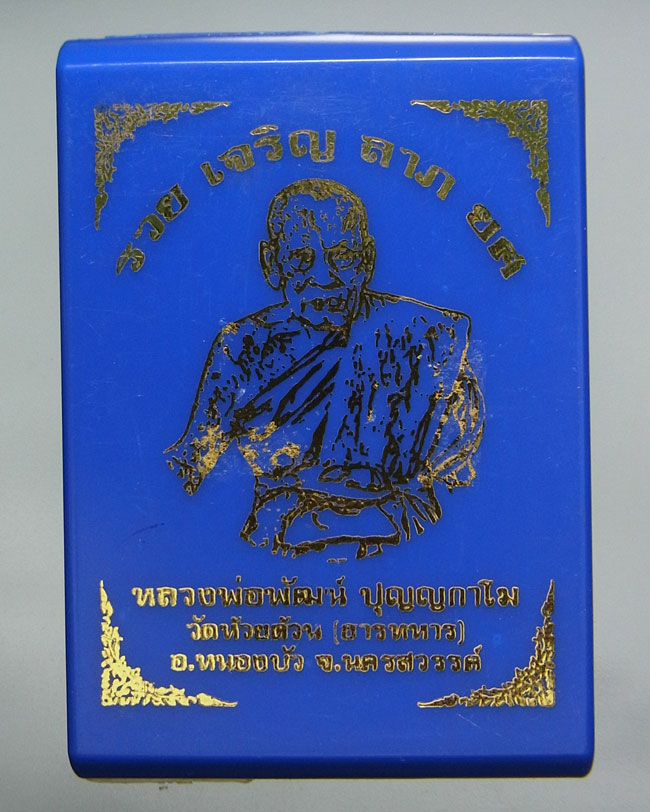 รวย เจริญ ลาภ ยศ
หลวงพ่อพัฒน์ ปุญญกาโม
วัดห้วยด้วน (ธารทหาร)
อ.หนองบัว จ.นครสวรรค์